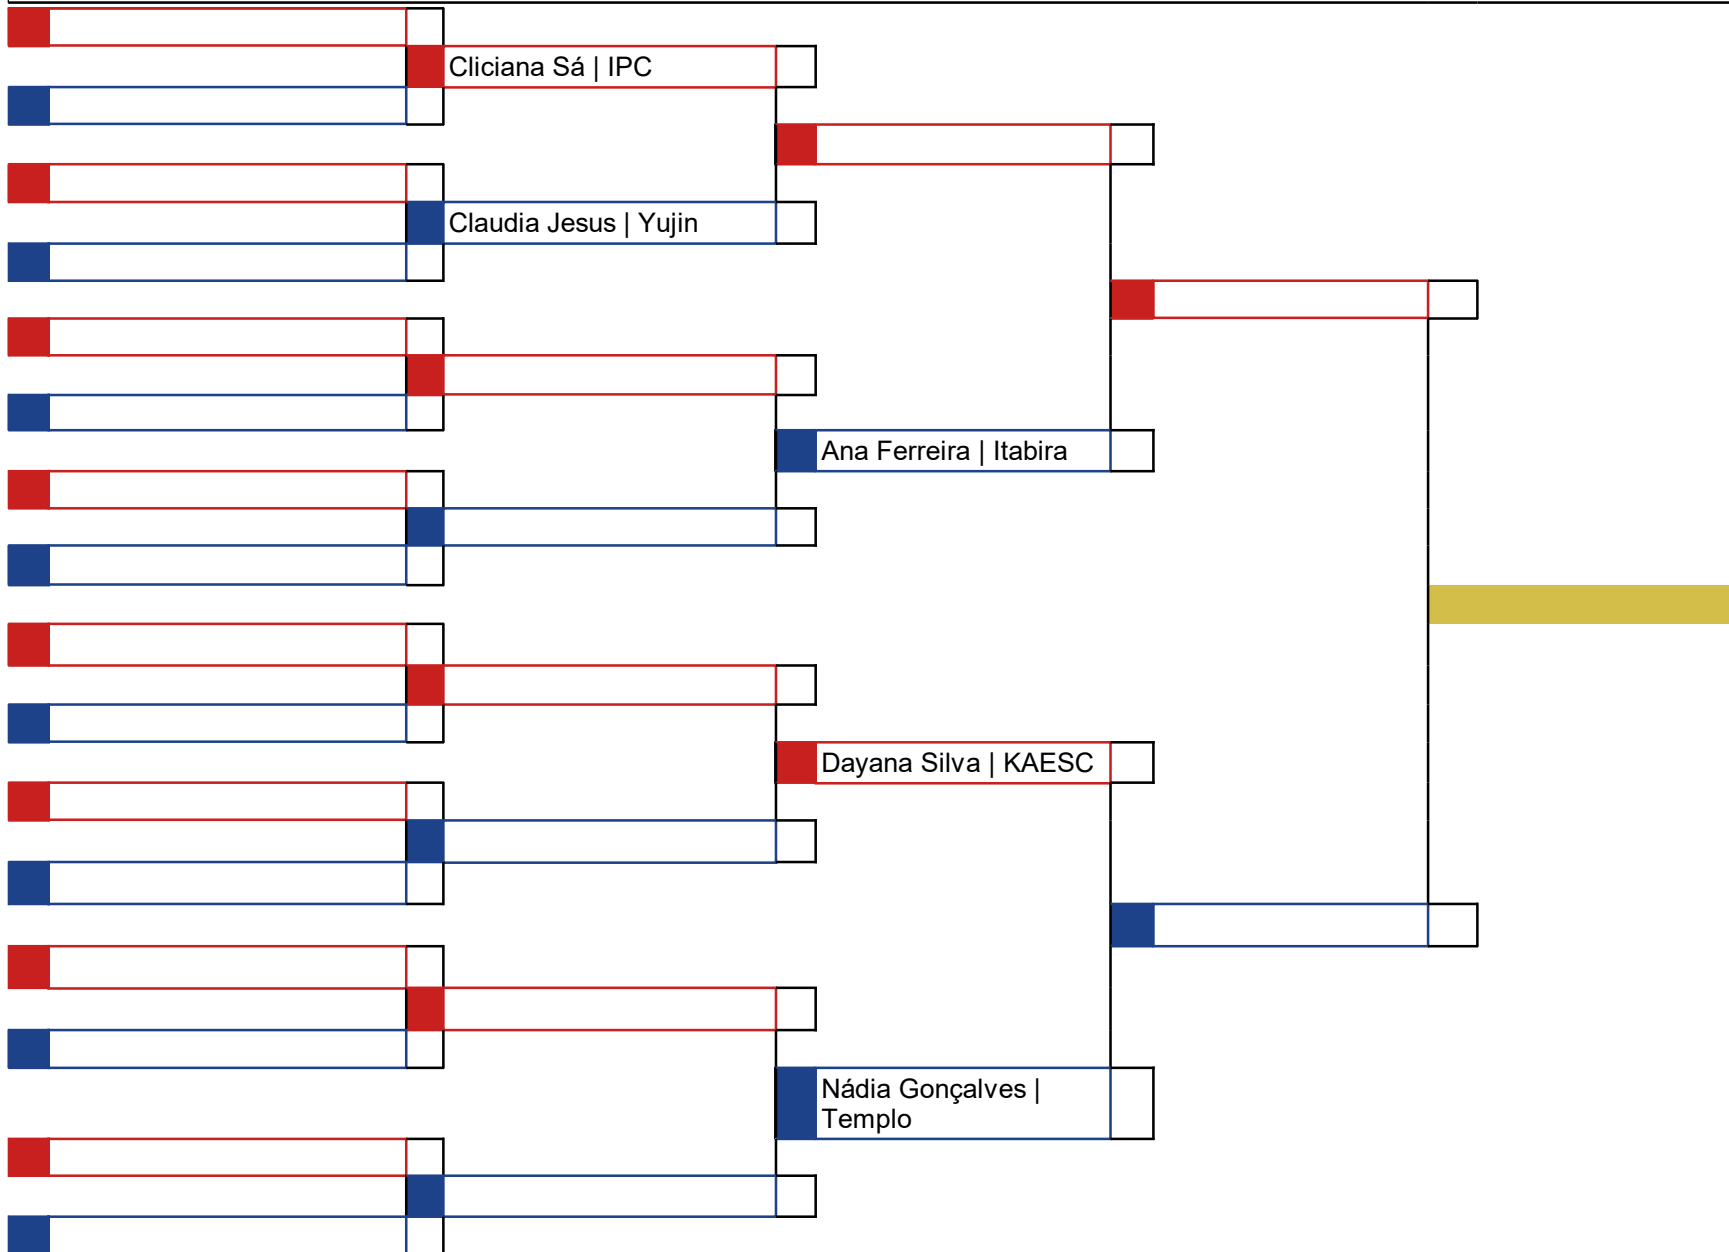 Cliciana Sá | IPC
Claudia Jesus | Yujin
Ana Ferreira | Itabira
Dayana Silva | KAESC
Nádia Gonçalves |
Templo